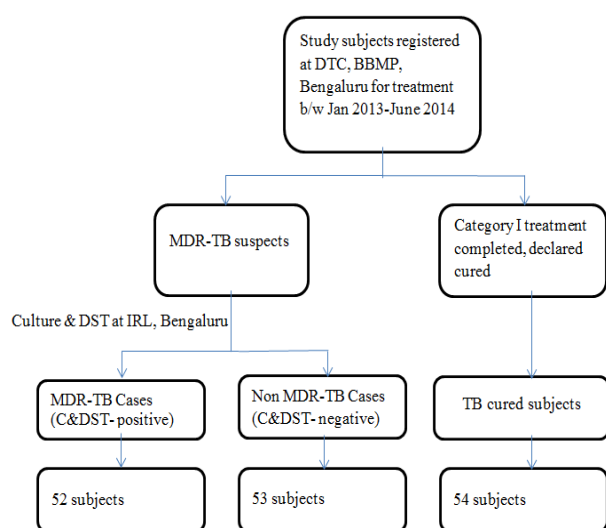 Study subjects registered
at DTC, BBMP,
Bengaluru for treatment
b/w Jan 2013-June 2014
MDR-TB suspects
Category I treatment
completed, declared
cured
Culture & DST at IRL, Bengaluru
MDR-TB Cases
(C&DST- positive)
Non MDR-TB Cases
(C&DST- negative)
TB cured subjects
52 subjects
53 subjects
54 subjects